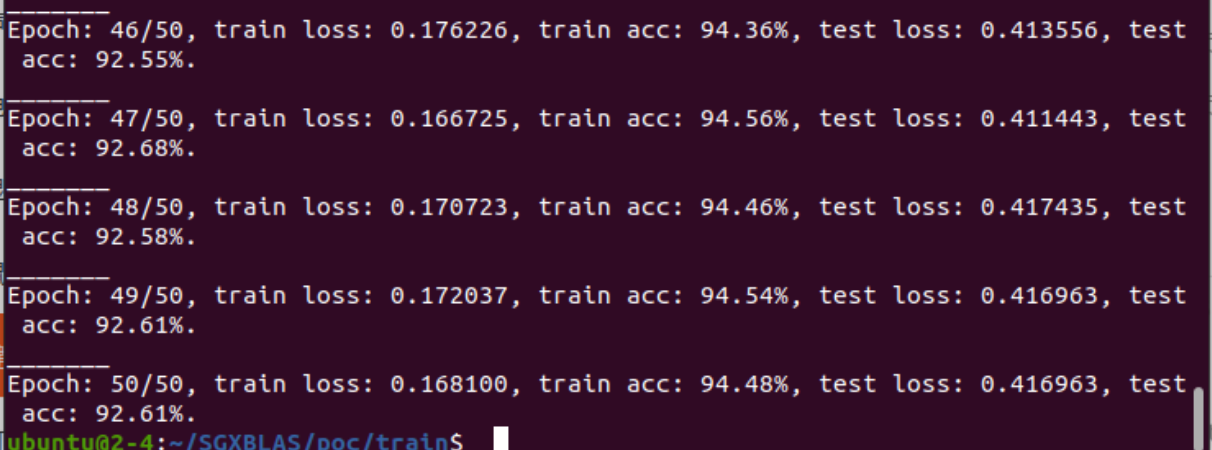 _______
Epoch: 46/50, train loss: 0.176226, train acc: 94.36%, test loss: 0.413556, test
 acc: 92.55%.
_______
Epoch: 47/50, train loss: 0.166725, train acc: 94.56%, test loss: 0.411443, test
 acc: 92.68%.
_______
Epoch: 48/50, train loss: 0.170723, train acc: 94.46%, test loss: 0.417435, test
 acc: 92.58%.
_______
Epoch: 49/50, train loss: 0.172037, train acc: 94.54%, test loss: 0.416963, test
 acc: 92.61%.
_______
Epoch: 50/50, train loss: 0.168100, train acc: 94.48%, test loss: 0.416963, test
 acc: 92.61%.
ubuntu@2-4:~/SGXBLAS/poc/train$